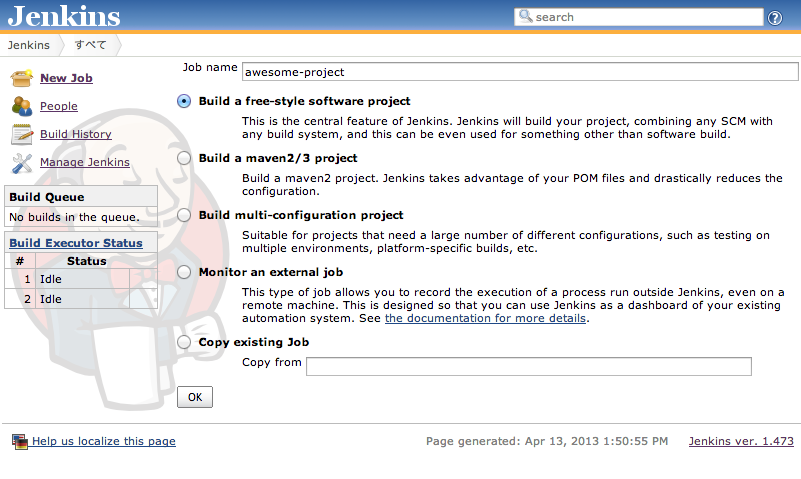 Jenkins
search
Jenkins すべて
New Job
People
Build History
Manage Jenkins
Build Queue
No builds in the queue.
Build Executor Status
# Status
1 Idle
2 Idle
Job name awesome-project
Build a free-style software project
This is the central feature of Jenkins. Jenkins will build your project, combining any SCM with
any build system, and this can be even used for something other than software build.
Build a maven2/3 project
Build a maven2 project. Jenkins takes advantage of your POM files and drastically reduces the
configuration.
Build multi-configuration project
Suitable for projects that need a large number of different configurations, such as testing on
multiple environments, platform-specific builds, etc.
Monitor an external job
This type of job allows you to record the execution of a process run outside Jenkins, even on a
remote machine. This is designed so that you can use Jenkins as a dashboard of your existing
automation system. See the documentation for more details.
Copy existing Job
Copy from
OK
Help us localize this page
Page generated: Apr 13, 2013 1:50:55 PM
Jenkins ver. 1.473